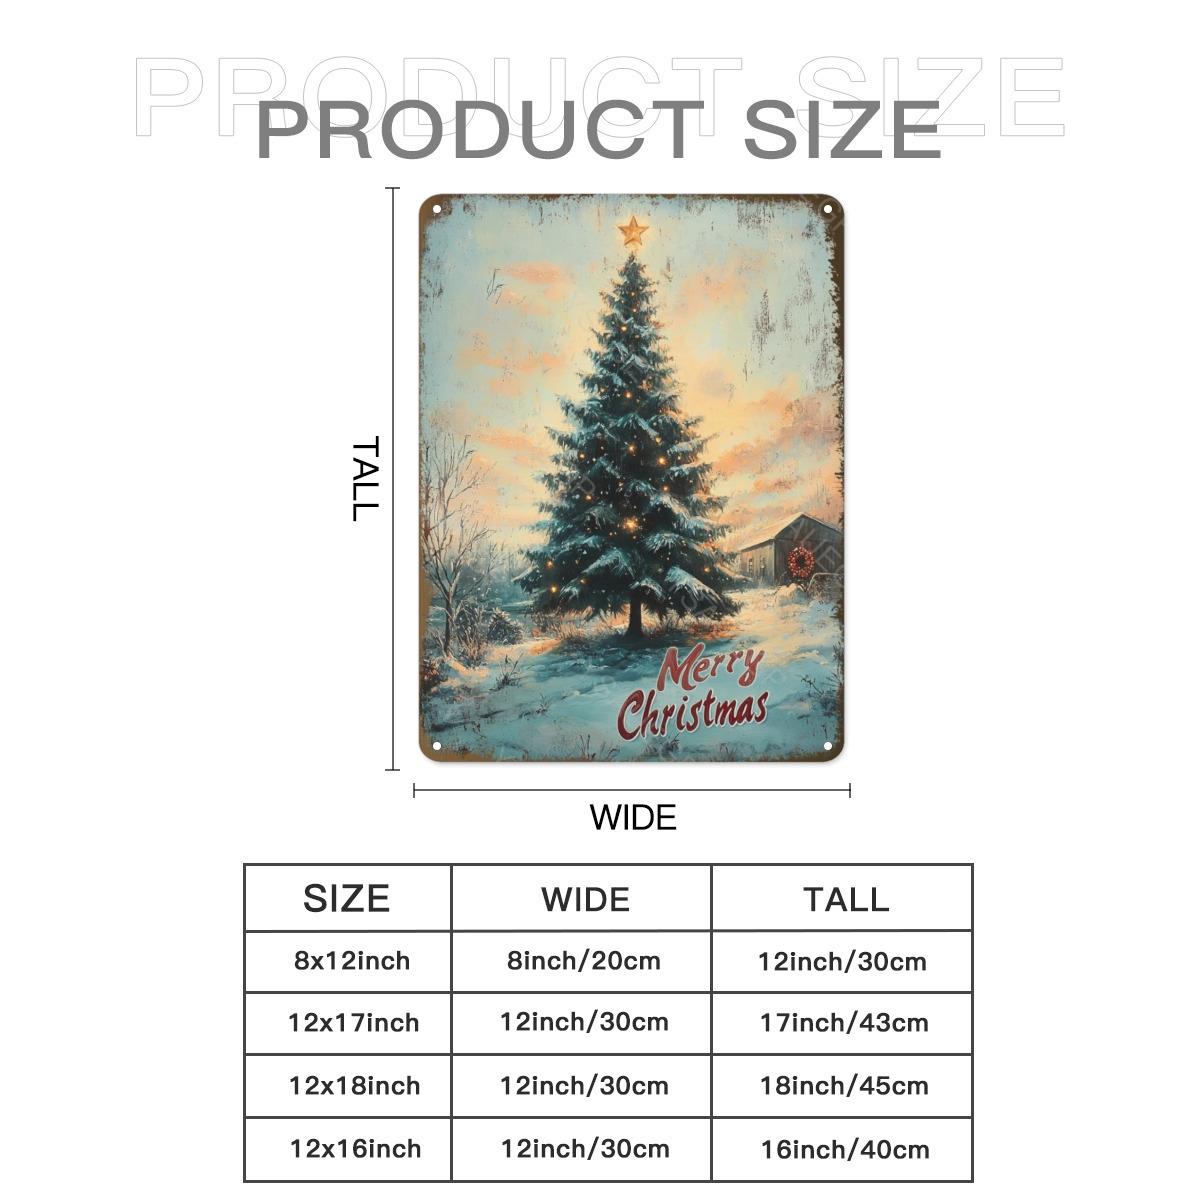 PRODUCT SIZE
PRODUCT SIZE
TALL
Merry
Christmas
WIDE
SIZE WIDE TALL
8x12inch 8inch/20cm 12inch/30cm
12x17inch 12inch/30cm 17inch/43cm
12x18inch 12inch/30cm 18inch/45cm
12x16inch 12inch/30cm 16inch/40cm